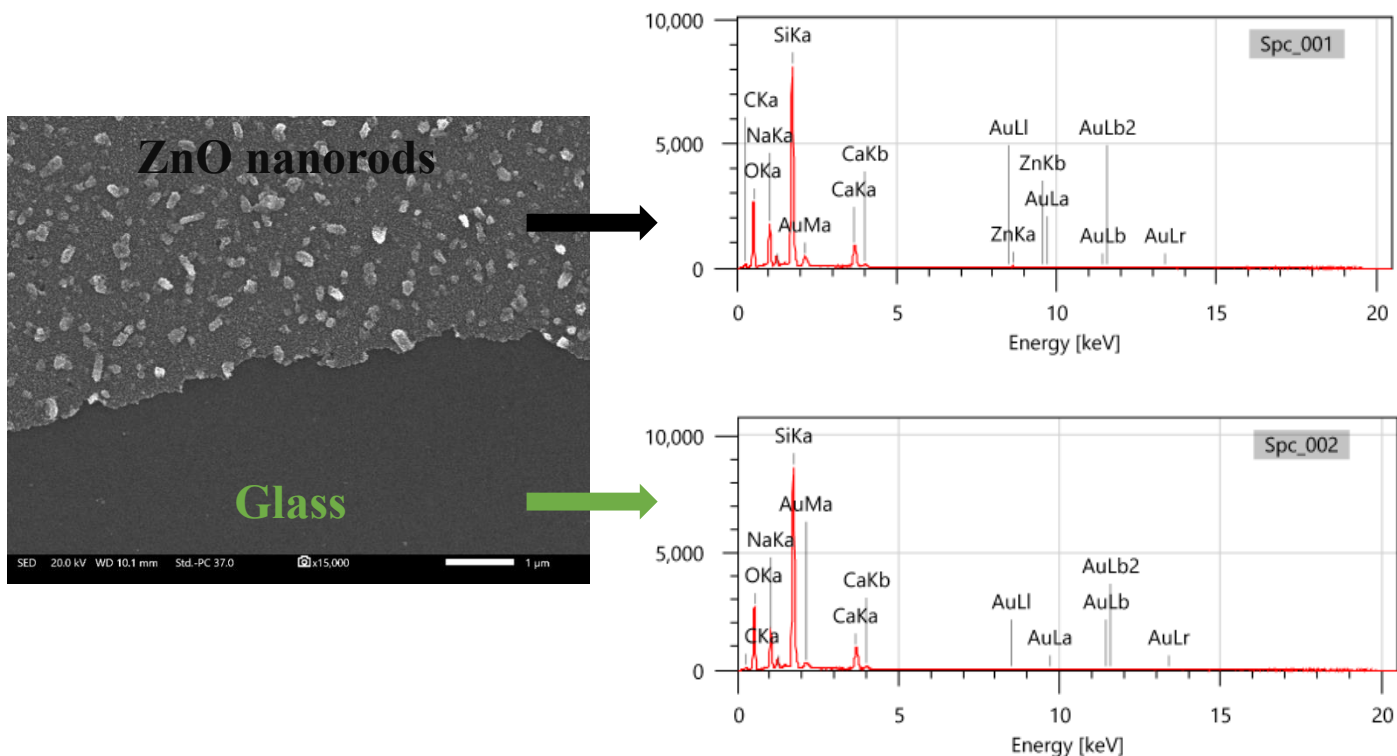 ZnO nanorods
Glass
SED 20.0 kV WD 10.1 mm Std.-PC 37.0 x15,000 1 µm
10,000
5,000
0
Spc_001
SiKa
CKa
NaKa
OKa
AuMa
CaKb
CaKa
AuLl
AuLb2
ZnKb
AuLa
ZnKa
AuLb
AuLr
0 5 10 15 20
Energy [keV]
10,000
5,000
0
Spc_002
SiKa
AuMa
NaKa
OKa
CKa
CaKb
CaKa
AuLb2
AuLl
AuLb
AuLa
AuLr
0 5 10 15 20
Energy [keV]